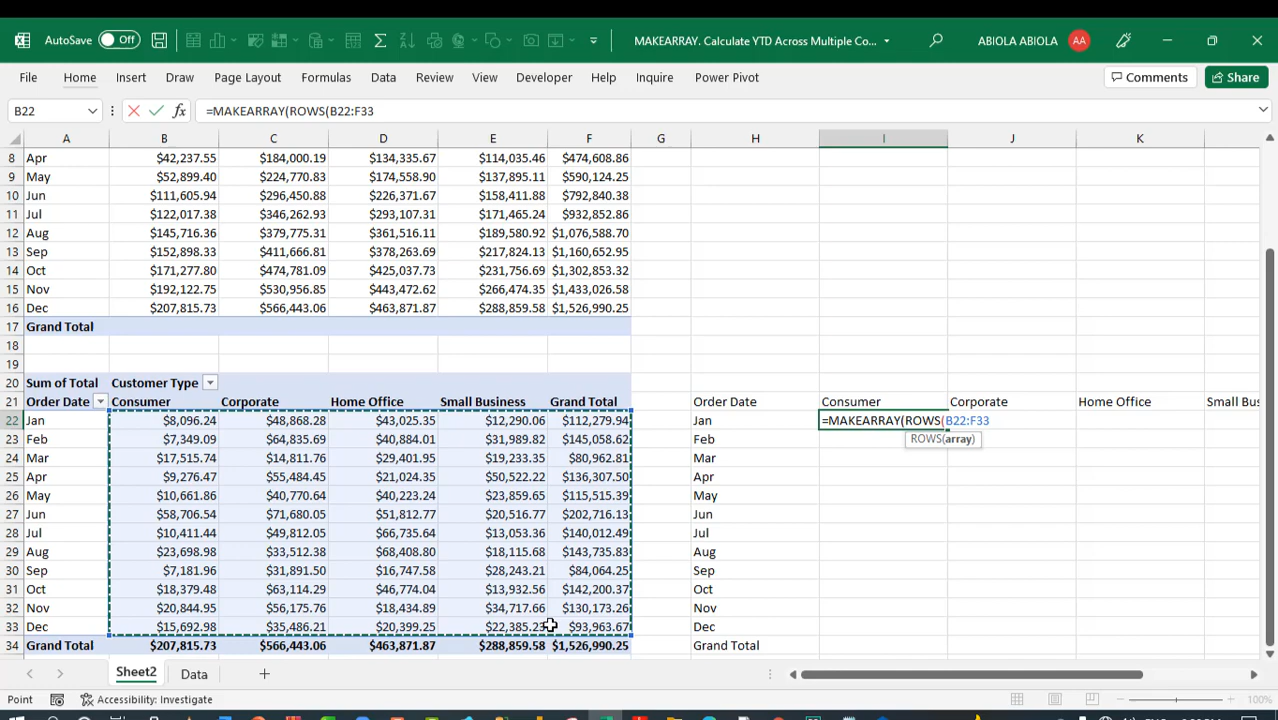 AutoSave Off MAKEARRAY. Calculate YTD Across Multiple Co... ABIOLA ABIOLA AA
File Home Insert Draw Page Layout Formulas Data Review View Developer Help Inquire Power Pivot Comments Share
B22 fx =MAKEARRAY(ROWS(B22:F33
A B C D E F G H I J K
8 Apr $42,237.55 $184,000.19 $134,335.67 $114,035.46 $474,608.86
9 May $52,899.40 $224,770.83 $174,558.90 $137,895.11 $590,124.25
10 Jun $111,605.94 $296,450.88 $226,371.67 $158,411.88 $792,840.38
11 Jul $122,017.38 $346,262.93 $293,107.31 $171,465.24 $932,852.86
12 Aug $145,716.36 $379,775.31 $361,516.11 $189,580.92 $1,076,588.70
13 Sep $152,898.33 $411,666.81 $378,263.69 $217,824.13 $1,160,652.95
14 Oct $171,277.80 $474,781.09 $425,037.73 $231,756.69 $1,302,853.32
15 Nov $192,122.75 $530,956.85 $443,472.62 $266,474.35 $1,433,026.58
16 Dec $207,815.73 $566,443.06 $463,871.87 $288,859.58 $1,526,990.25
17 Grand Total
18
19
20 Sum of Total Customer Type
21 Order Date Consumer Corporate Home Office Small Business Grand Total Order Date Consumer Corporate Home Office Small Bus
22 Jan $8,096.24 $48,868.28 $43,025.35 $12,290.06 $112,279.94 Jan =MAKEARRAY(ROWS(B22:F33
23 Feb $7,349.09 $64,835.69 $40,884.01 $31,989.82 $145,058.62 Feb ROWS(array)
24 Mar $17,515.74 $14,811.76 $29,401.95 $19,233.35 $80,962.81 Mar
25 Apr $9,276.47 $55,484.45 $21,024.35 $50,522.22 $136,307.50 Apr
26 May $10,661.86 $40,770.64 $40,223.24 $23,859.65 $115,515.39 May
27 Jun $58,706.54 $71,680.05 $51,812.77 $20,516.77 $202,716.13 Jun
28 Jul $10,411.44 $49,812.05 $66,735.64 $13,053.36 $140,012.49 Jul
29 Aug $23,698.98 $33,512.38 $68,408.80 $18,115.68 $143,735.83 Aug
30 Sep $7,181.96 $31,891.50 $16,747.58 $28,243.21 $84,064.25 Sep
31 Oct $18,379.48 $63,114.29 $46,774.04 $13,932.56 $142,200.37 Oct
32 Nov $20,844.95 $56,175.76 $18,434.89 $34,717.66 $130,173.26 Nov
33 Dec $15,692.98 $35,486.21 $20,399.25 $22,385.23 $93,963.67 Dec
34 Grand Total $207,815.73 $566,443.06 $463,871.87 $288,859.58 $1,526,990.25 Grand Total
Sheet2 Data
Point Accessibility: Investigate 100%